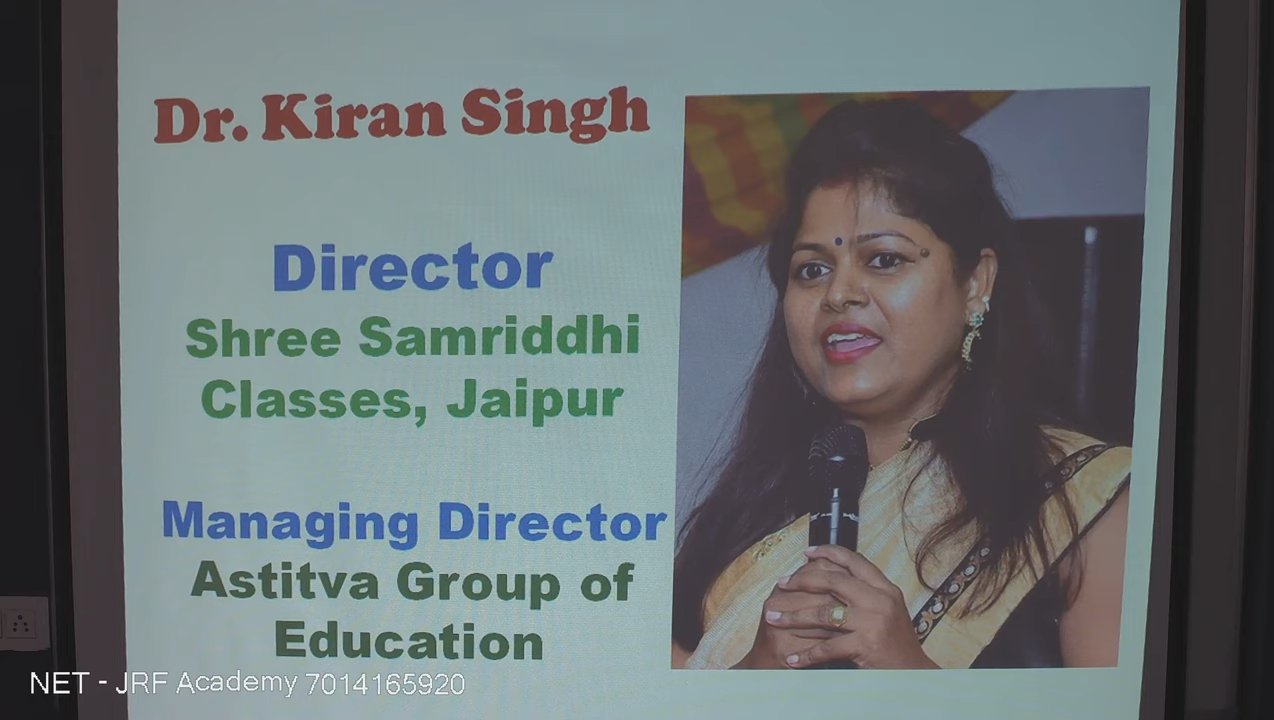 Dr. Kiran Singh
Director
Shree Samriddhi
Classes, Jaipur
Managing Director
Astitva Group of
Education
NET - JRF Academy 7014165920